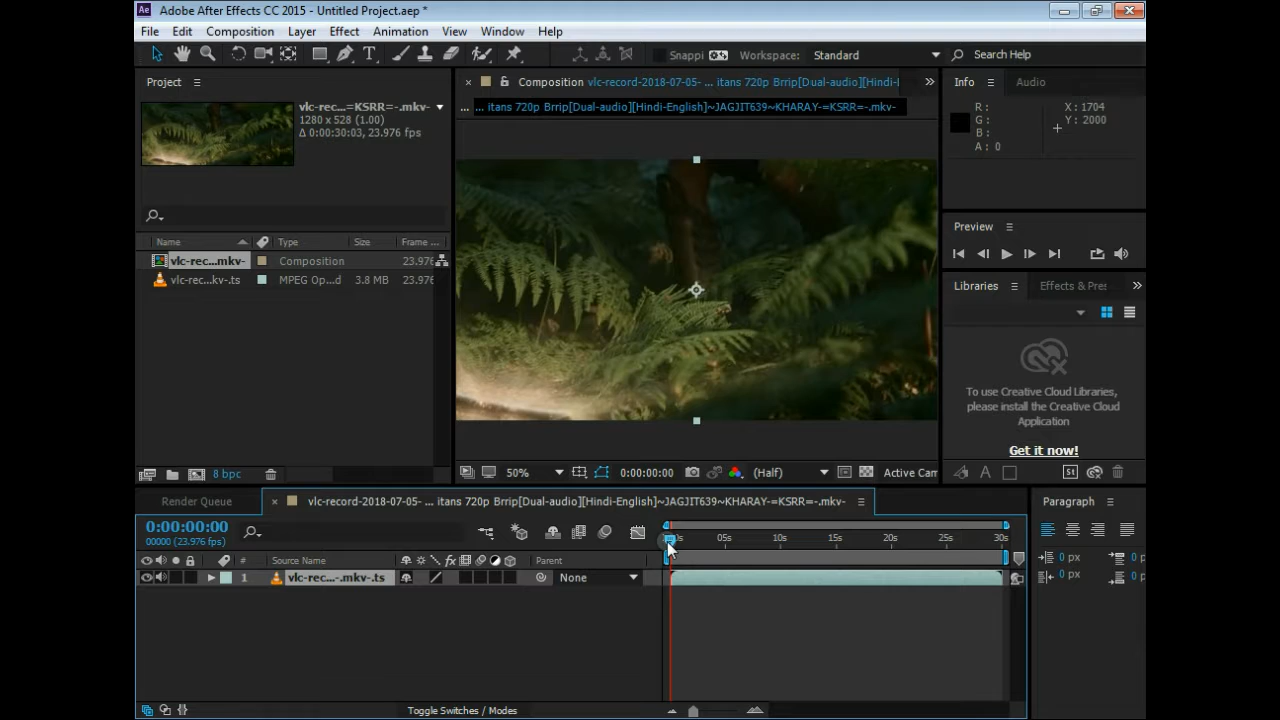 Adobe After Effects CC 2015 - Untitled Project.aep *
File Edit Composition Layer Effect Animation View Window Help
Snappi Workspace: Standard Search Help
Project
vlc-rec...=KSRR=-.mkv-
1280 x 528 (1.00)
Δ 0:00:30:03, 23.976 fps
Name Type Size Frame ...
vlc-rec...mkv- Composition 23.976
vlc-rec...kv-.ts MPEG Op...d 3.8 MB 23.976
8 bpc
Composition vlc-record-2018-07-05- ... itans 720p Brrip[Dual-audio][Hindi-
... itans 720p Brrip[Dual-audio][Hindi-English]~JAGJIT639~KHARAY-=KSRR=-.mkv-
50% 0:00:00:00 (Half) Active Cam
Info Audio
R : X : 1704
G : Y : 2000
B :
A : 0
Preview
Libraries Effects & Pres
To use Creative Cloud Libraries,
please install the Creative Cloud
Application
Get it now!
Render Queue vlc-record-2018-07-05- ... itans 720p Brrip[Dual-audio][Hindi-English]~JAGJIT639~KHARAY-=KSRR=-.mkv-
0:00:00:00
00000 (23.976 fps)
05s 10s 15s 20s 25s 30s
# Source Name Parent
1 vlc-rec...-.mkv-.ts None
Toggle Switches / Modes
Paragraph
0 px 0 p
0 px 0 p